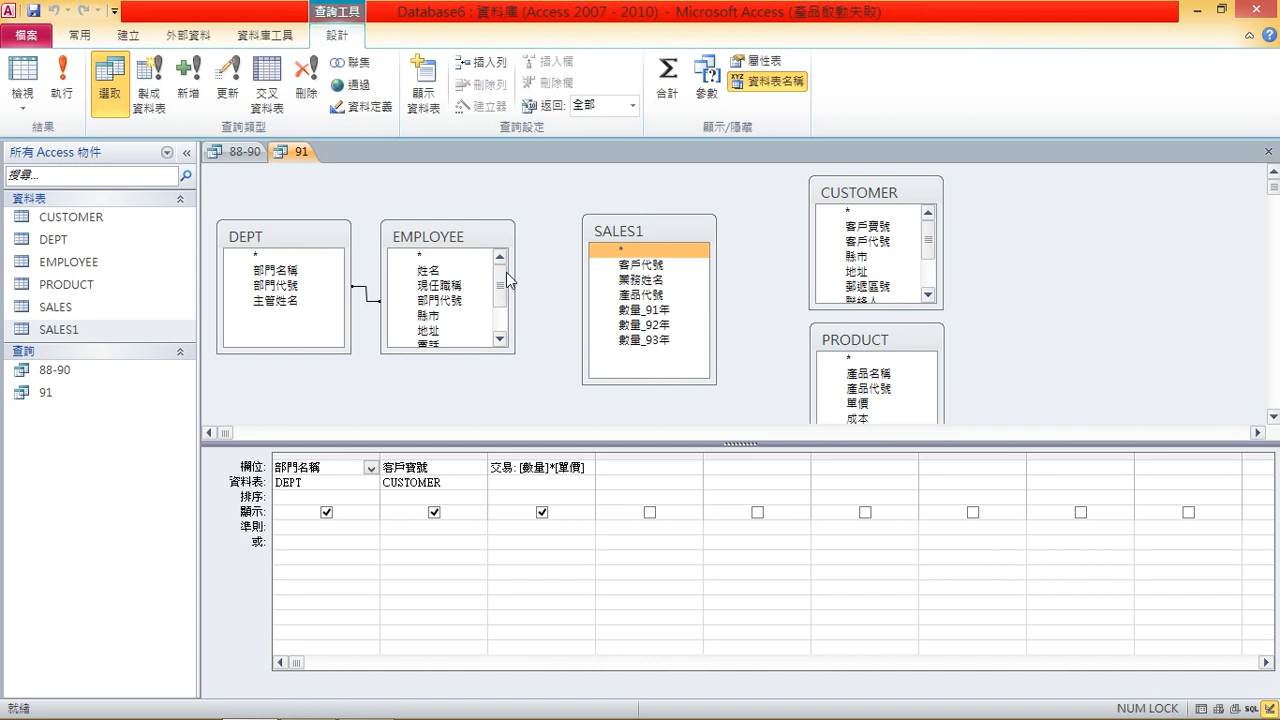 查詢工具
Database6 : 資料庫 (Access 2007 - 2010) - Microsoft Access (產品啟動失敗)
檔案 常用 建立 外部資料 資料庫工具 設計
檢視 執行
結果
選取 製成資料表 新增 更新 交叉資料表 刪除
聯集
通過
資料定義
查詢類型
顯示資料表
插入列
刪除列
建立器
插入欄
刪除欄
返回: 全部
查詢設定
合計 參數
屬性表
資料表名稱
顯示/隱藏
所有 Access 物件
搜尋...
資料表
CUSTOMER
DEPT
EMPLOYEE
PRODUCT
SALES
SALES1
查詢
88-90
91
88-90 91
DEPT
*
部門名稱
部門代號
主管姓名
EMPLOYEE
*
姓名
現任職稱
部門代號
縣市
地址
電話
SALES1
*
客戶代號
業務姓名
產品代號
數量_91年
數量_92年
數量_93年
CUSTOMER
*
客戶寶號
客戶代號
縣市
地址
郵遞區號
聯絡人
PRODUCT
*
產品名稱
產品代號
單價
成本
欄位: 部門名稱 客戶寶號 交易: [數量]*[單價]
資料表: DEPT CUSTOMER
排序:
顯示:
準則:
或:
就緒
NUM LOCK
SQL